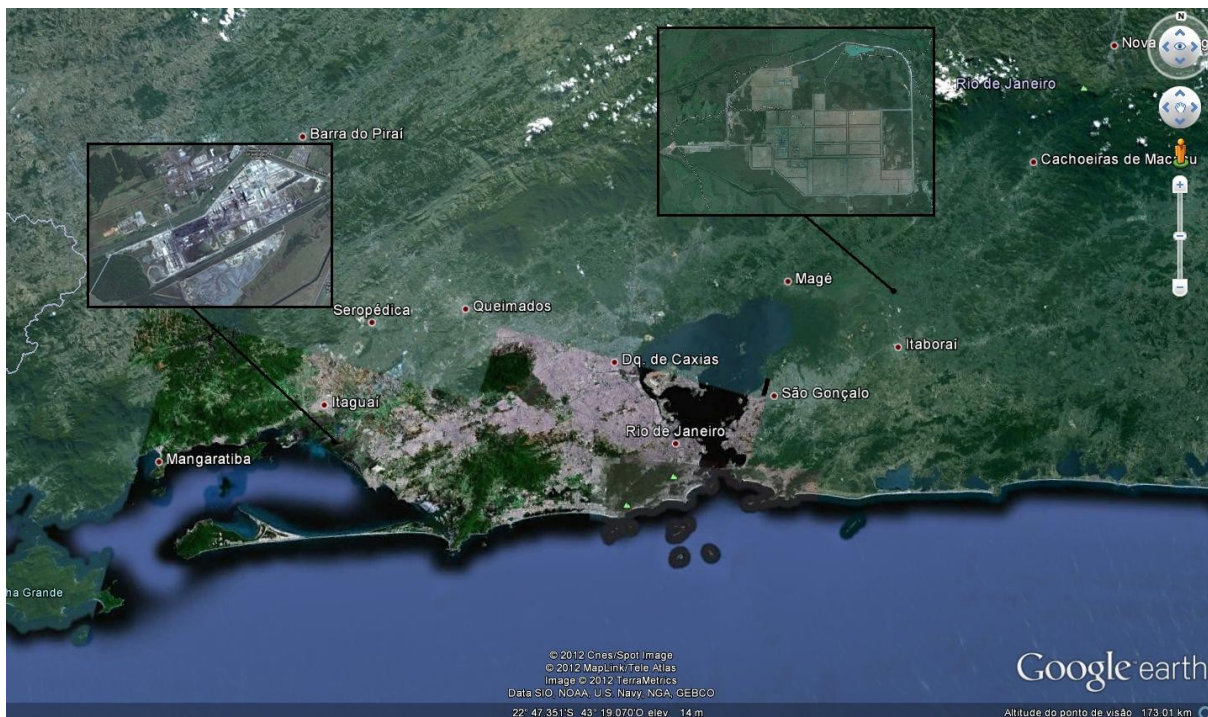 N
Nova
Rio de Janeiro
Barra do Piraí
Cachoeiras de Macacu
Magé
Queimados
Seropédica
Itaboraí
Dq. de Caxias
São Gonçalo
Itaguaí
Rio de Janeiro
Mangaratiba
ha Grande
© 2012 Cnes/Spot Image
© 2012 MapLink/Tele Atlas
Image © 2012 TerraMetrics
Data SIO, NOAA, U.S. Navy, NGA, GEBCO
Google earth
22° 47.351'S 43° 19.070'O elev 14 m
Altitude do ponto de visão 173.01 km